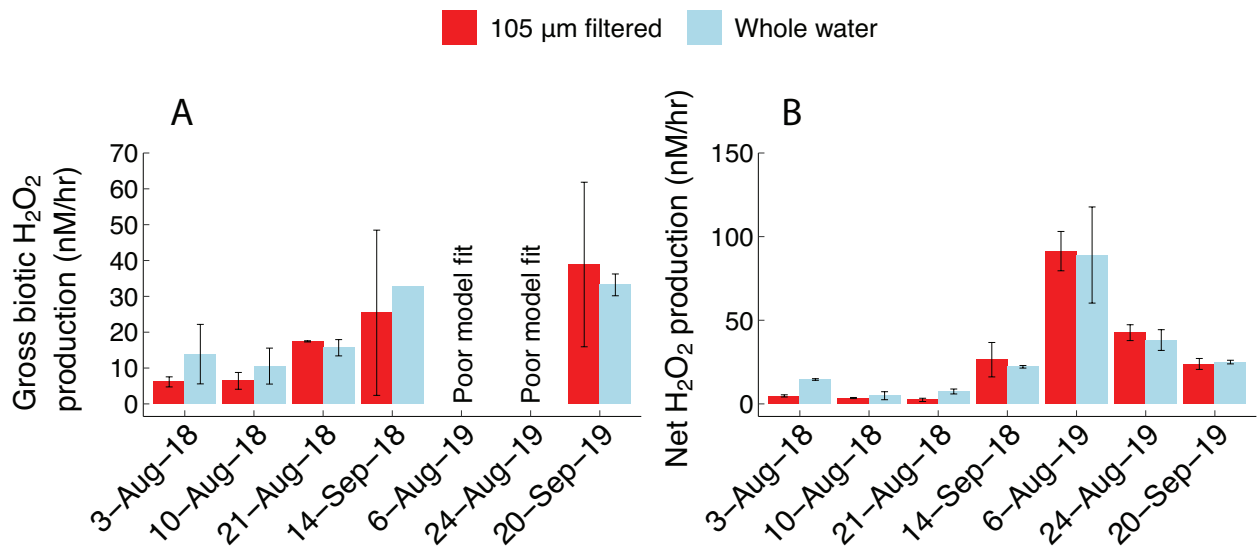 105 µm filtered
Whole water
A
Gross biotic H₂O₂
production (nM/hr)
70
60
50
40
30
20
10
0
Poor model fit
Poor model fit
3–Aug–18
10–Aug–18
21–Aug–18
14–Sep–18
6–Aug–19
24–Aug–19
20–Sep–19
B
Net H₂O₂ production (nM/hr)
150
100
50
0
3–Aug–18
10–Aug–18
21–Aug–18
14–Sep–18
6–Aug–19
24–Aug–19
20–Sep–19